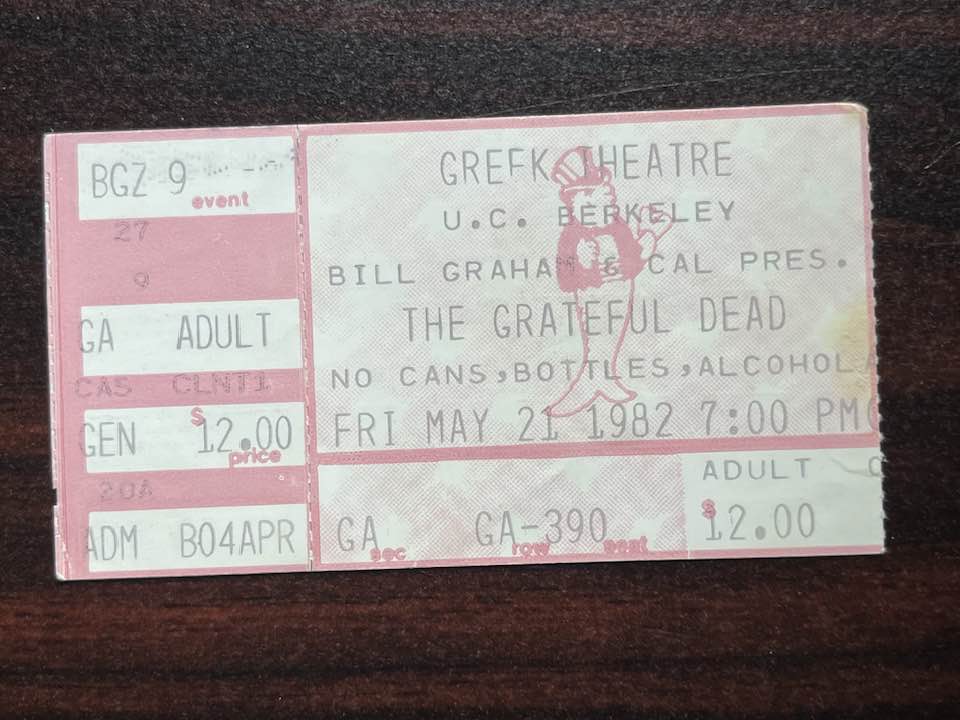 BGZ 9
event
27
9
GA ADULT
CAS CLNT1
GEN $12.00
price
20A
ADM B04APR
GREEK THEATRE
U.C. BERKELEY
BILL GRAHAM & CAL PRES.
THE GRATEFUL DEAD
NO CANS,BOTTLES,ALCOHOL
FRI MAY 21 1982 7:00 PM
GA GA-390
sec row seat
ADULT
$12.00